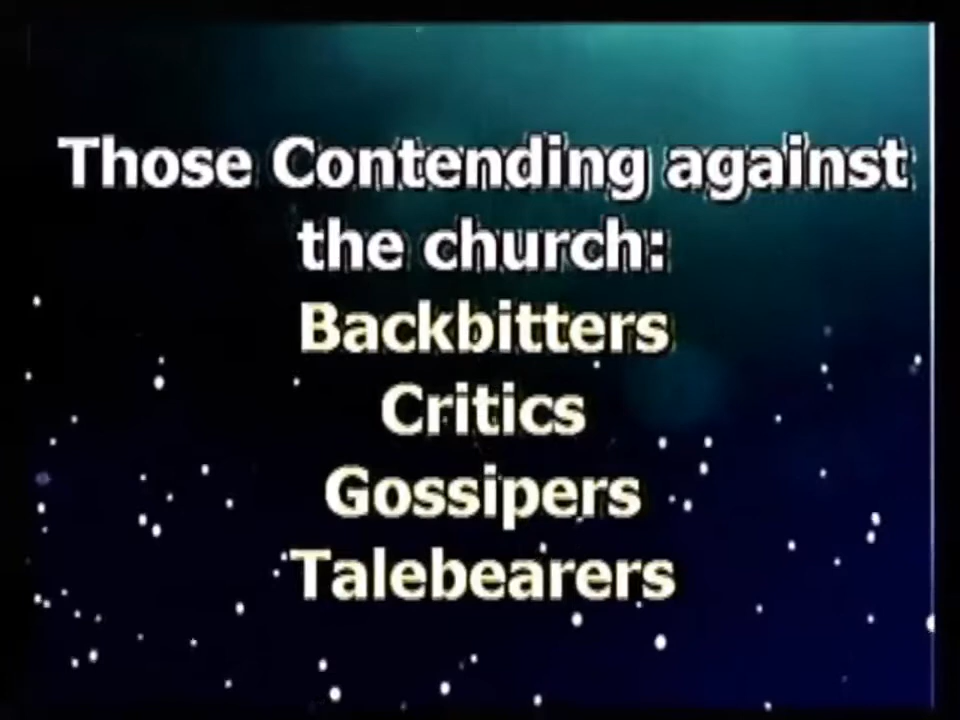 Those Contending against
the church:
Backbitters
Critics
Gossipers
Talebearers